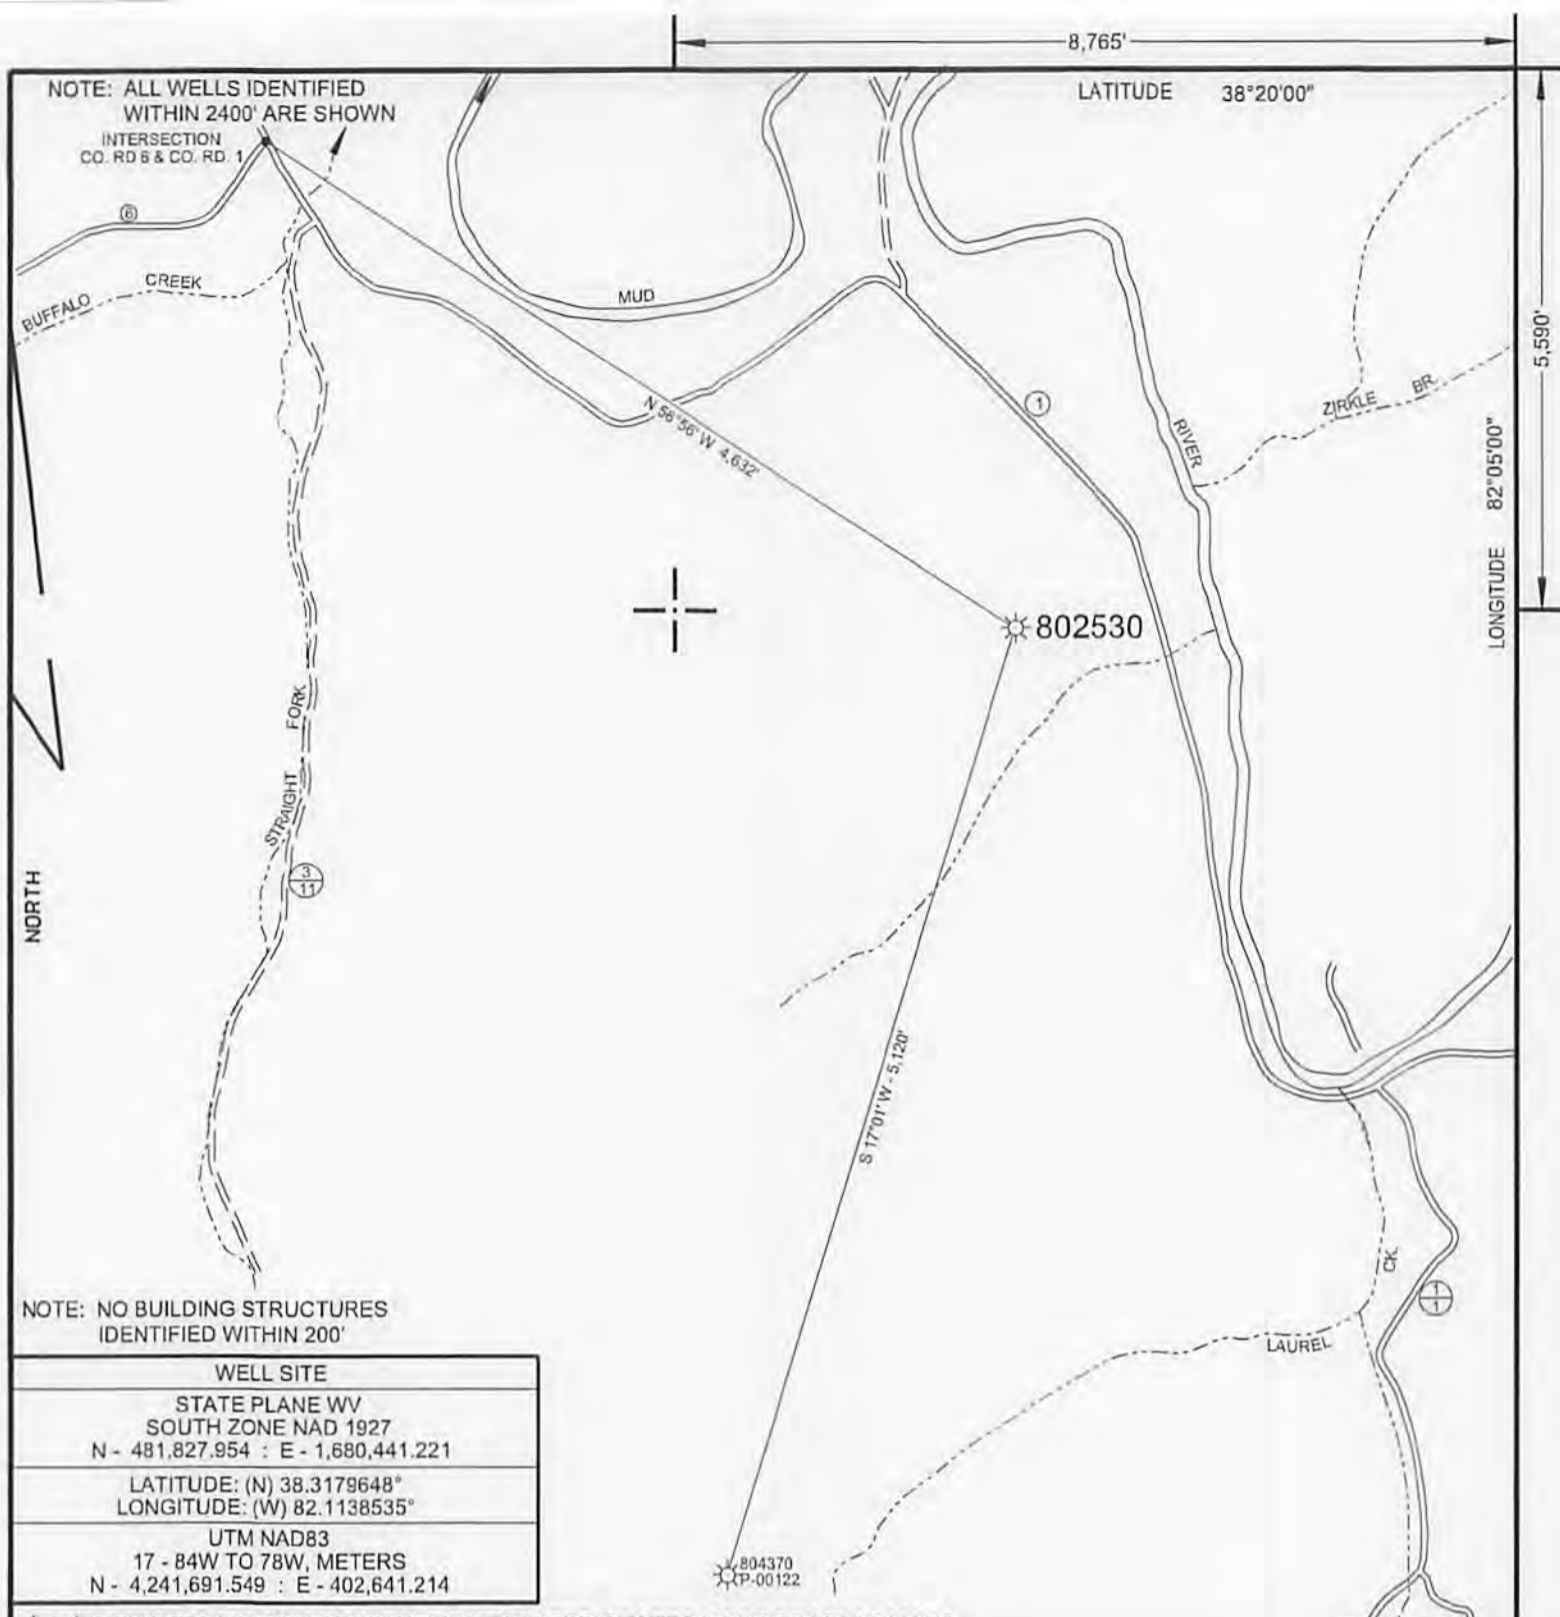 8,765'
NOTE: ALL WELLS IDENTIFIED
WITHIN 2400' ARE SHOWN
LATITUDE 38°20'00"
INTERSECTION
CO. RD 6 & CO. RD. 1
6
BUFFALO CREEK
MUD
RIVER
N 56°56' W 4,632'
1
ZIRKLE BR.
5,590'
LONGITUDE 82°05'00"
802530
STRAIGHT FORK
3
11
NORTH
S 17°01' W - 5,120'
CK.
LAUREL
1
1
NOTE: NO BUILDING STRUCTURES
IDENTIFIED WITHIN 200'
WELL SITE
STATE PLANE WV
SOUTH ZONE NAD 1927
N - 481,827.954 : E - 1,680,441.221
LATITUDE: (N) 38.3179648°
LONGITUDE: (W) 82.1138535°
UTM NAD83
17 - 84W TO 78W, METERS
N - 4,241,691.549 : E - 402,641.214
804370
P-00122